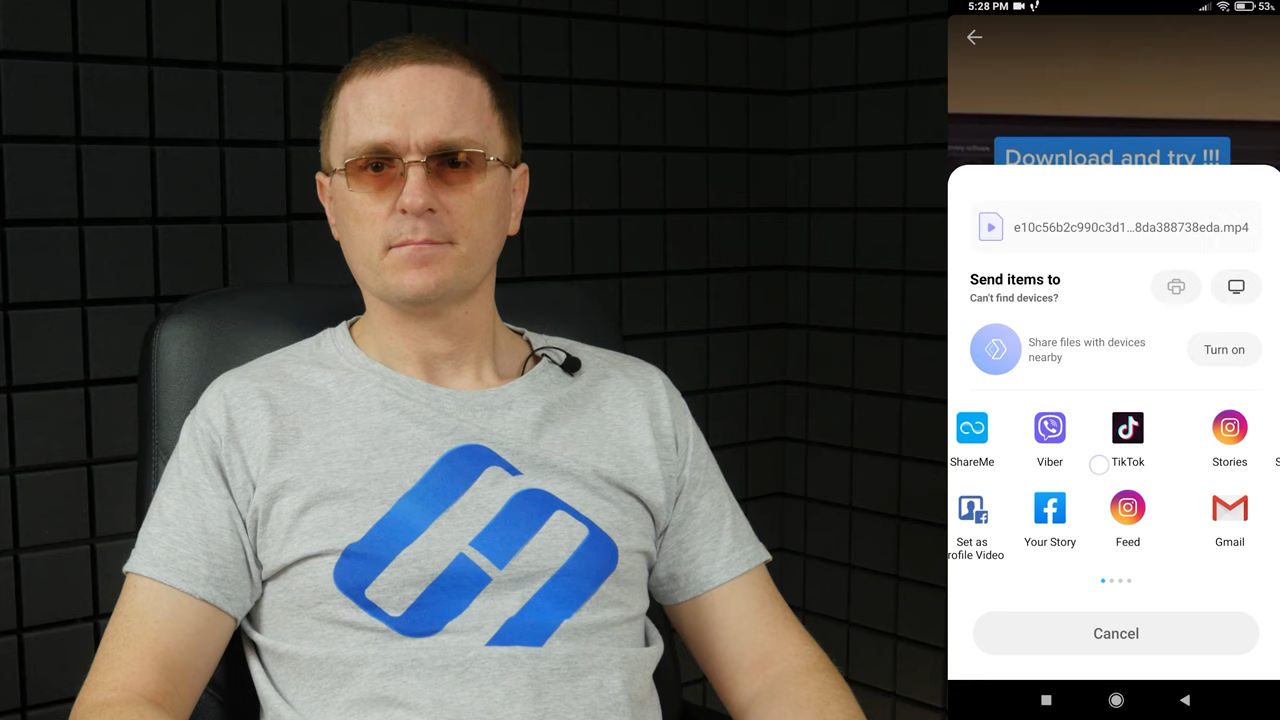 5:28 PM
53%
Download and try !!!
e10c56b2c990c3d1...8da388738eda.mp4
Send items to
Can't find devices?
Share files with devices
nearby
Turn on
ShareMe
Viber
TikTok
Stories
S
Set as
rofile Video
Your Story
Feed
Gmail
Cancel